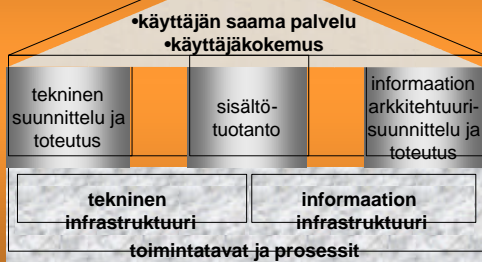 •käyttäjän saama palvelu
•käyttäjäkokemus
tekninen
suunnittelu ja
toteutus
sisältö-
tuotanto
informaation
arkkitehtuuri-
suunnittelu ja
toteutus
tekninen
infrastruktuuri
informaation
infrastruktuuri
toimintatavat ja prosessit